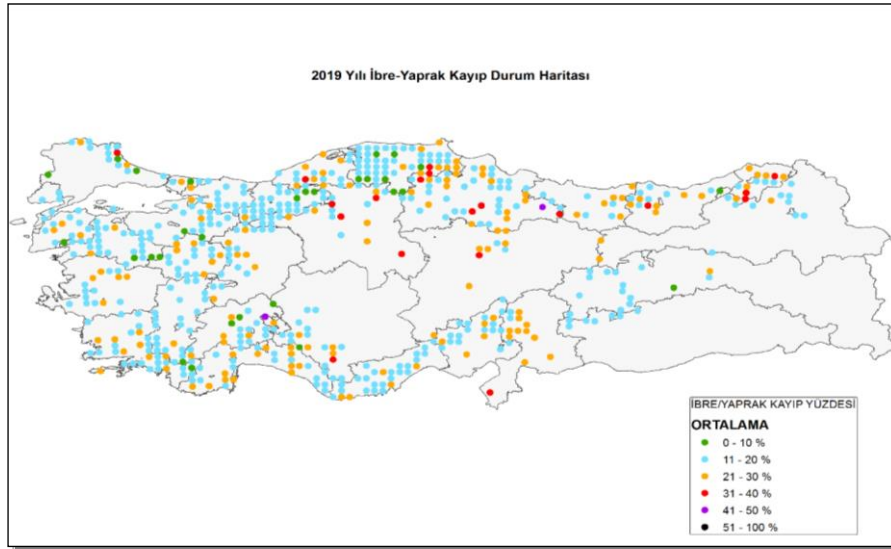 2019 Yılı İbre-Yaprak Kayıp Durum Haritası
İBRE/YAPRAK KAYIP YÜZDESİ
ORTALAMA
0 - 10 %
11 - 20 %
21 - 30 %
31 - 40 %
41 - 50 %
51 - 100 %